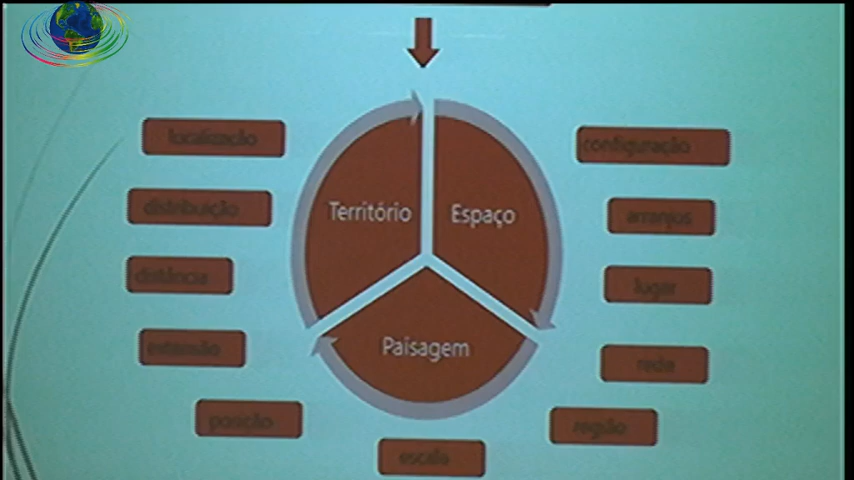 localização
configuração
distribuição
Território
Espaço
arranjos
distância
lugar
extensão
Paisagem
rede
posição
região
escala